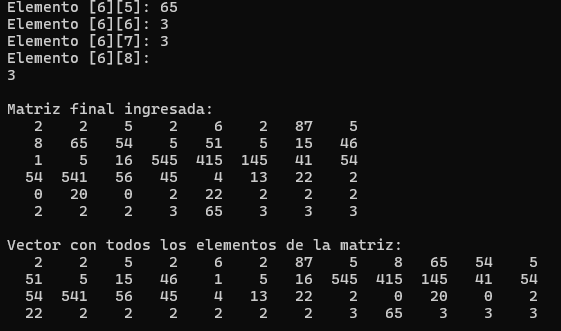 Elemento [6][5]: 65
Elemento [6][6]: 3
Elemento [6][7]: 3
Elemento [6][8]:
3
Matriz final ingresada:
2 2 5 2 6 2 87 5
8 65 54 5 51 5 15 46
1 5 16 545 415 145 41 54
54 541 56 45 4 13 22 2
0 20 0 2 22 2 2 2
2 2 2 3 65 3 3 3
Vector con todos los elementos de la matriz:
2 2 5 2 6 2 87 5 8 65 54 5
51 5 15 46 1 5 16 545 415 145 41 54
54 541 56 45 4 13 22 2 0 20 0 2
22 2 2 2 2 2 2 3 65 3 3 3